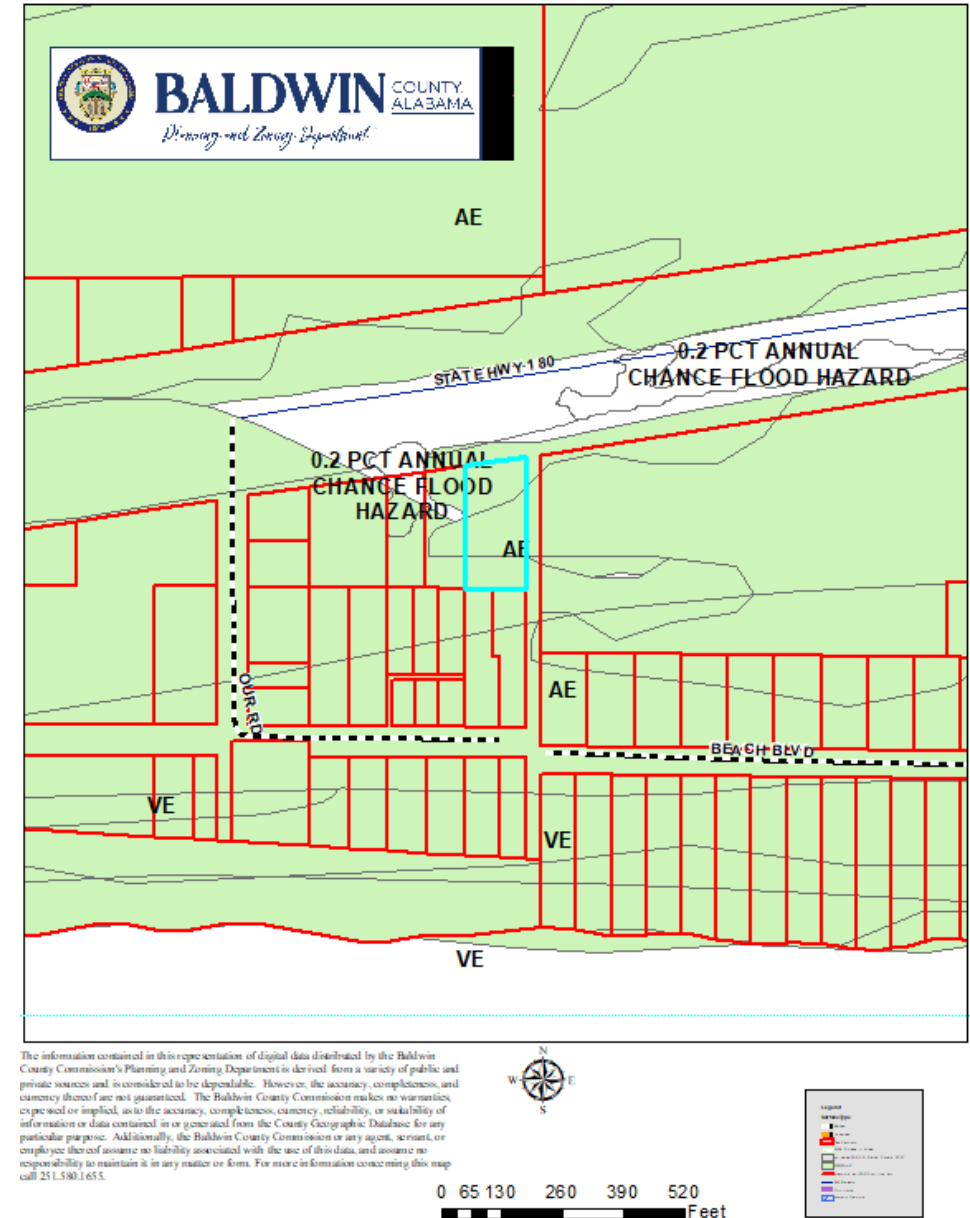 BALDWIN COUNTY,
ALABAMA
Planning and Zoning Department
AE
STATE HWY 180
0.2 PCT ANNUAL
CHANCE FLOOD HAZARD
0.2 PCT ANNUAL
CHANCE FLOOD
HAZARD
AE
OUR RD
AE
BEACH BLVD
VE
VE
VE
The information contained in this representation of digital data distributed by the Baldwin
County Commission's Planning and Zoning Department is derived from a variety of public and
private sources and is considered to be dependable. However, the accuracy, completeness, and
currency thereof are not guaranteed. The Baldwin County Commission makes no warranties,
expressed or implied, as to the accuracy, completeness, currency, reliability, or suitability of
information or data contained in or generated from the County Geographic Database for any
particular purpose. Additionally, the Baldwin County Commission or any agent, servant, or
employee thereof assume no liability associated with the use of this data, and assume no
responsibility to maintain it in any matter or form. For more information concerning this map
call 251.580.1655.
N
W E
S
0 65 130 260 390 520
Feet
Legend